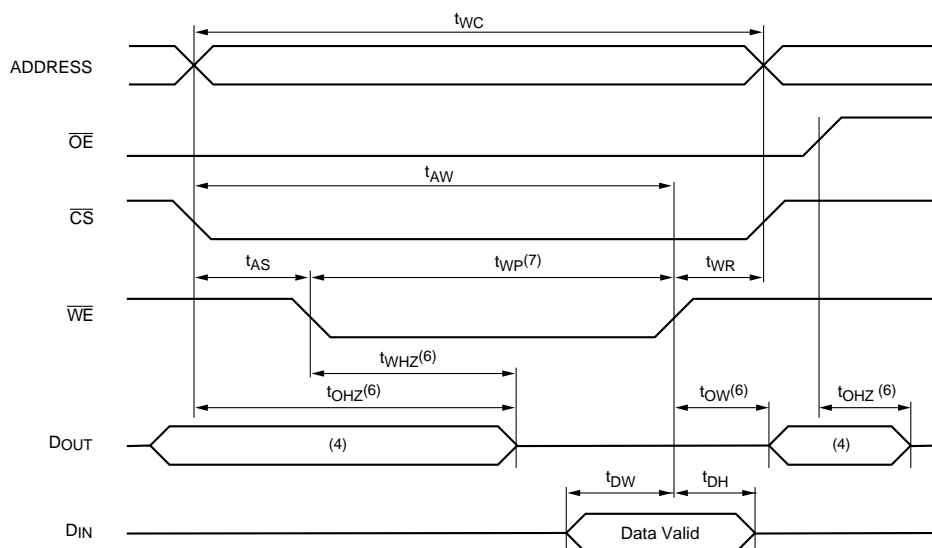 tWC
ADDRESS
OE
tAW
CS
tAS
tWP(7)
tWR
WE
tWHZ(6)
tOHZ(6)
tOW(6)
tOHZ (6)
DOUT
(4)
(4)
tDW
tDH
DIN
Data Valid